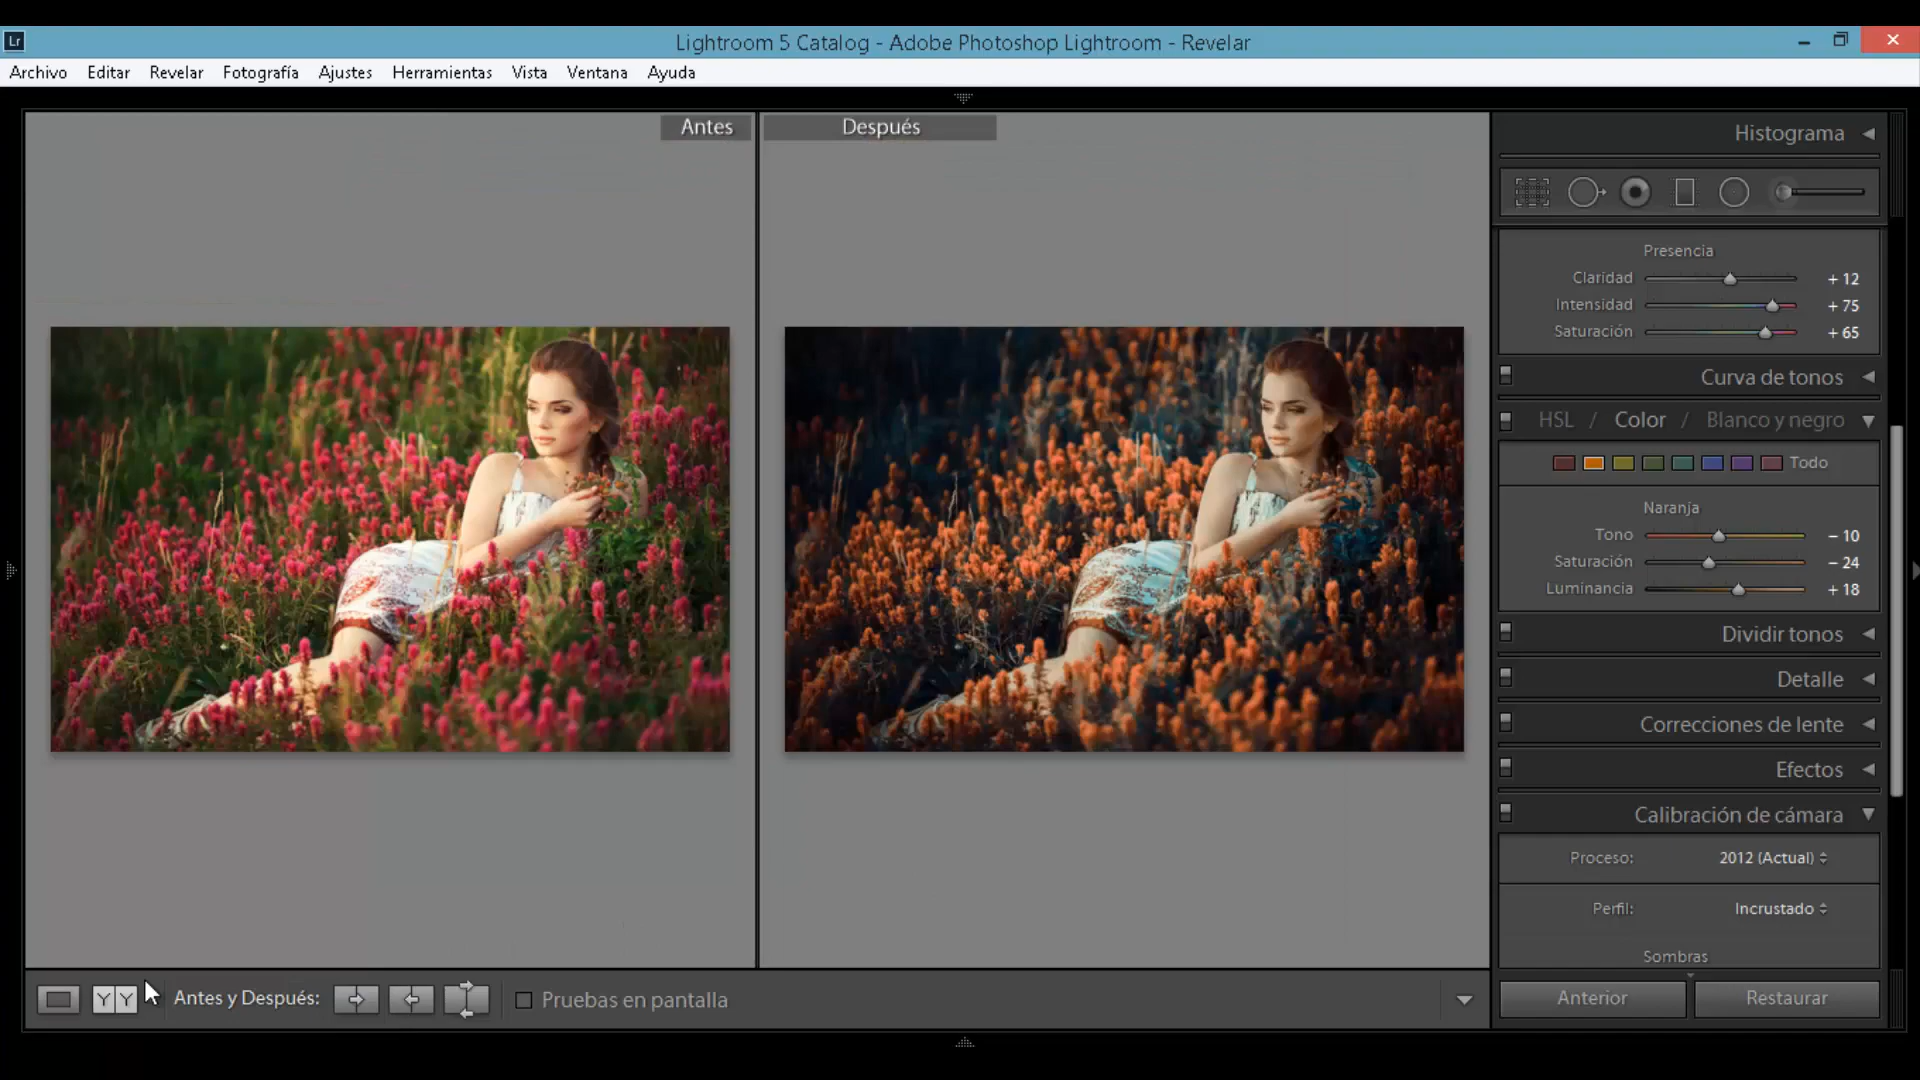 Lr
Lightroom 5 Catalog - Adobe Photoshop Lightroom - Revelar
Archivo Editar Revelar Fotografía Ajustes Herramientas Vista Ventana Ayuda
Antes
Después
Histograma
Presencia
Claridad + 12
Intensidad + 75
Saturación + 65
Curva de tonos
HSL / Color / Blanco y negro
Todo
Naranja
Tono – 10
Saturación – 24
Luminancia + 18
Dividir tonos
Detalle
Correcciones de lente
Efectos
Calibración de cámara
Proceso: 2012 (Actual)
Perfil: Incrustado
Sombras
YY Antes y Después: Pruebas en pantalla
Anterior Restaurar